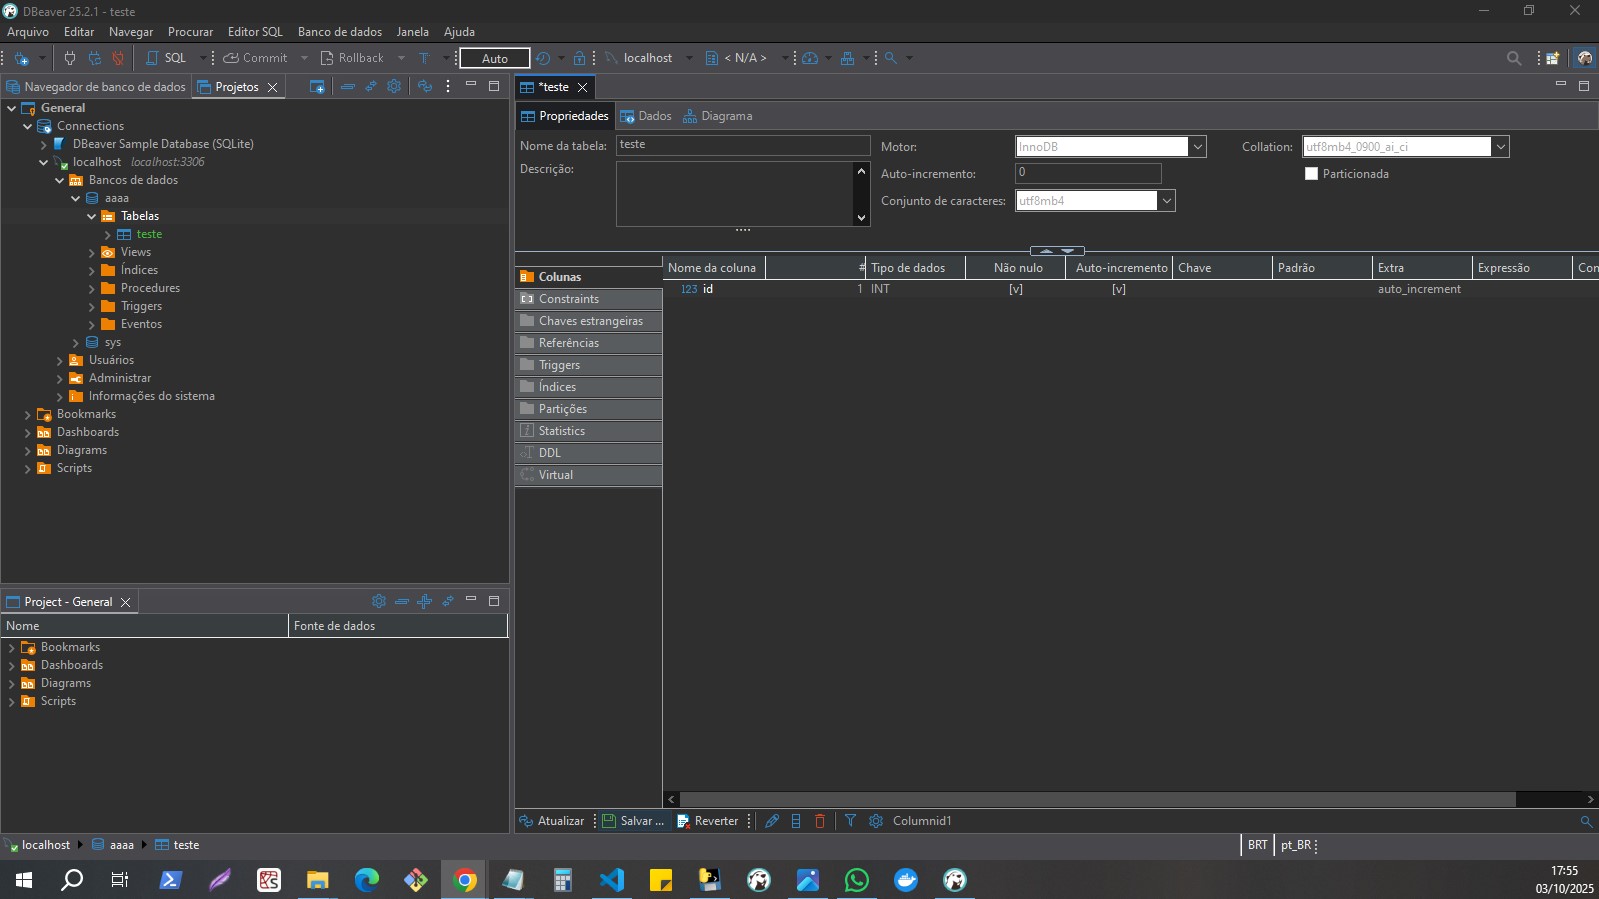 DBeaver 25.2.1 - teste
Arquivo Editar Navegar Procurar Editor SQL Banco de dados Janela Ajuda
SQL Commit Rollback T Auto localhost < N/A >
Navegador de banco de dados Projetos
General
Connections
DBeaver Sample Database (SQLite)
localhost localhost:3306
Bancos de dados
aaaa
Tabelas
teste
Views
Índices
Procedures
Triggers
Eventos
sys
Usuários
Administrar
Informações do sistema
Bookmarks
Dashboards
Diagrams
Scripts
Project - General
Nome Fonte de dados
Bookmarks
Dashboards
Diagrams
Scripts
*teste
Propriedades Dados Diagrama
Nome da tabela: teste Motor: InnoDB Collation: utf8mb4_0900_ai_ci
Descrição: Auto-incremento: 0 Particionada
Conjunto de caracteres: utf8mb4
Colunas
Constraints
Chaves estrangeiras
Referências
Triggers
Índices
Partições
Statistics
DDL
Virtual
Nome da coluna # Tipo de dados Não nulo Auto-incremento Chave Padrão Extra Expressão Con
123 id 1 INT [v] [v] auto_increment
Atualizar Salvar ... Reverter Columnid1
localhost aaaa teste BRT pt_BR
17:55
03/10/2025